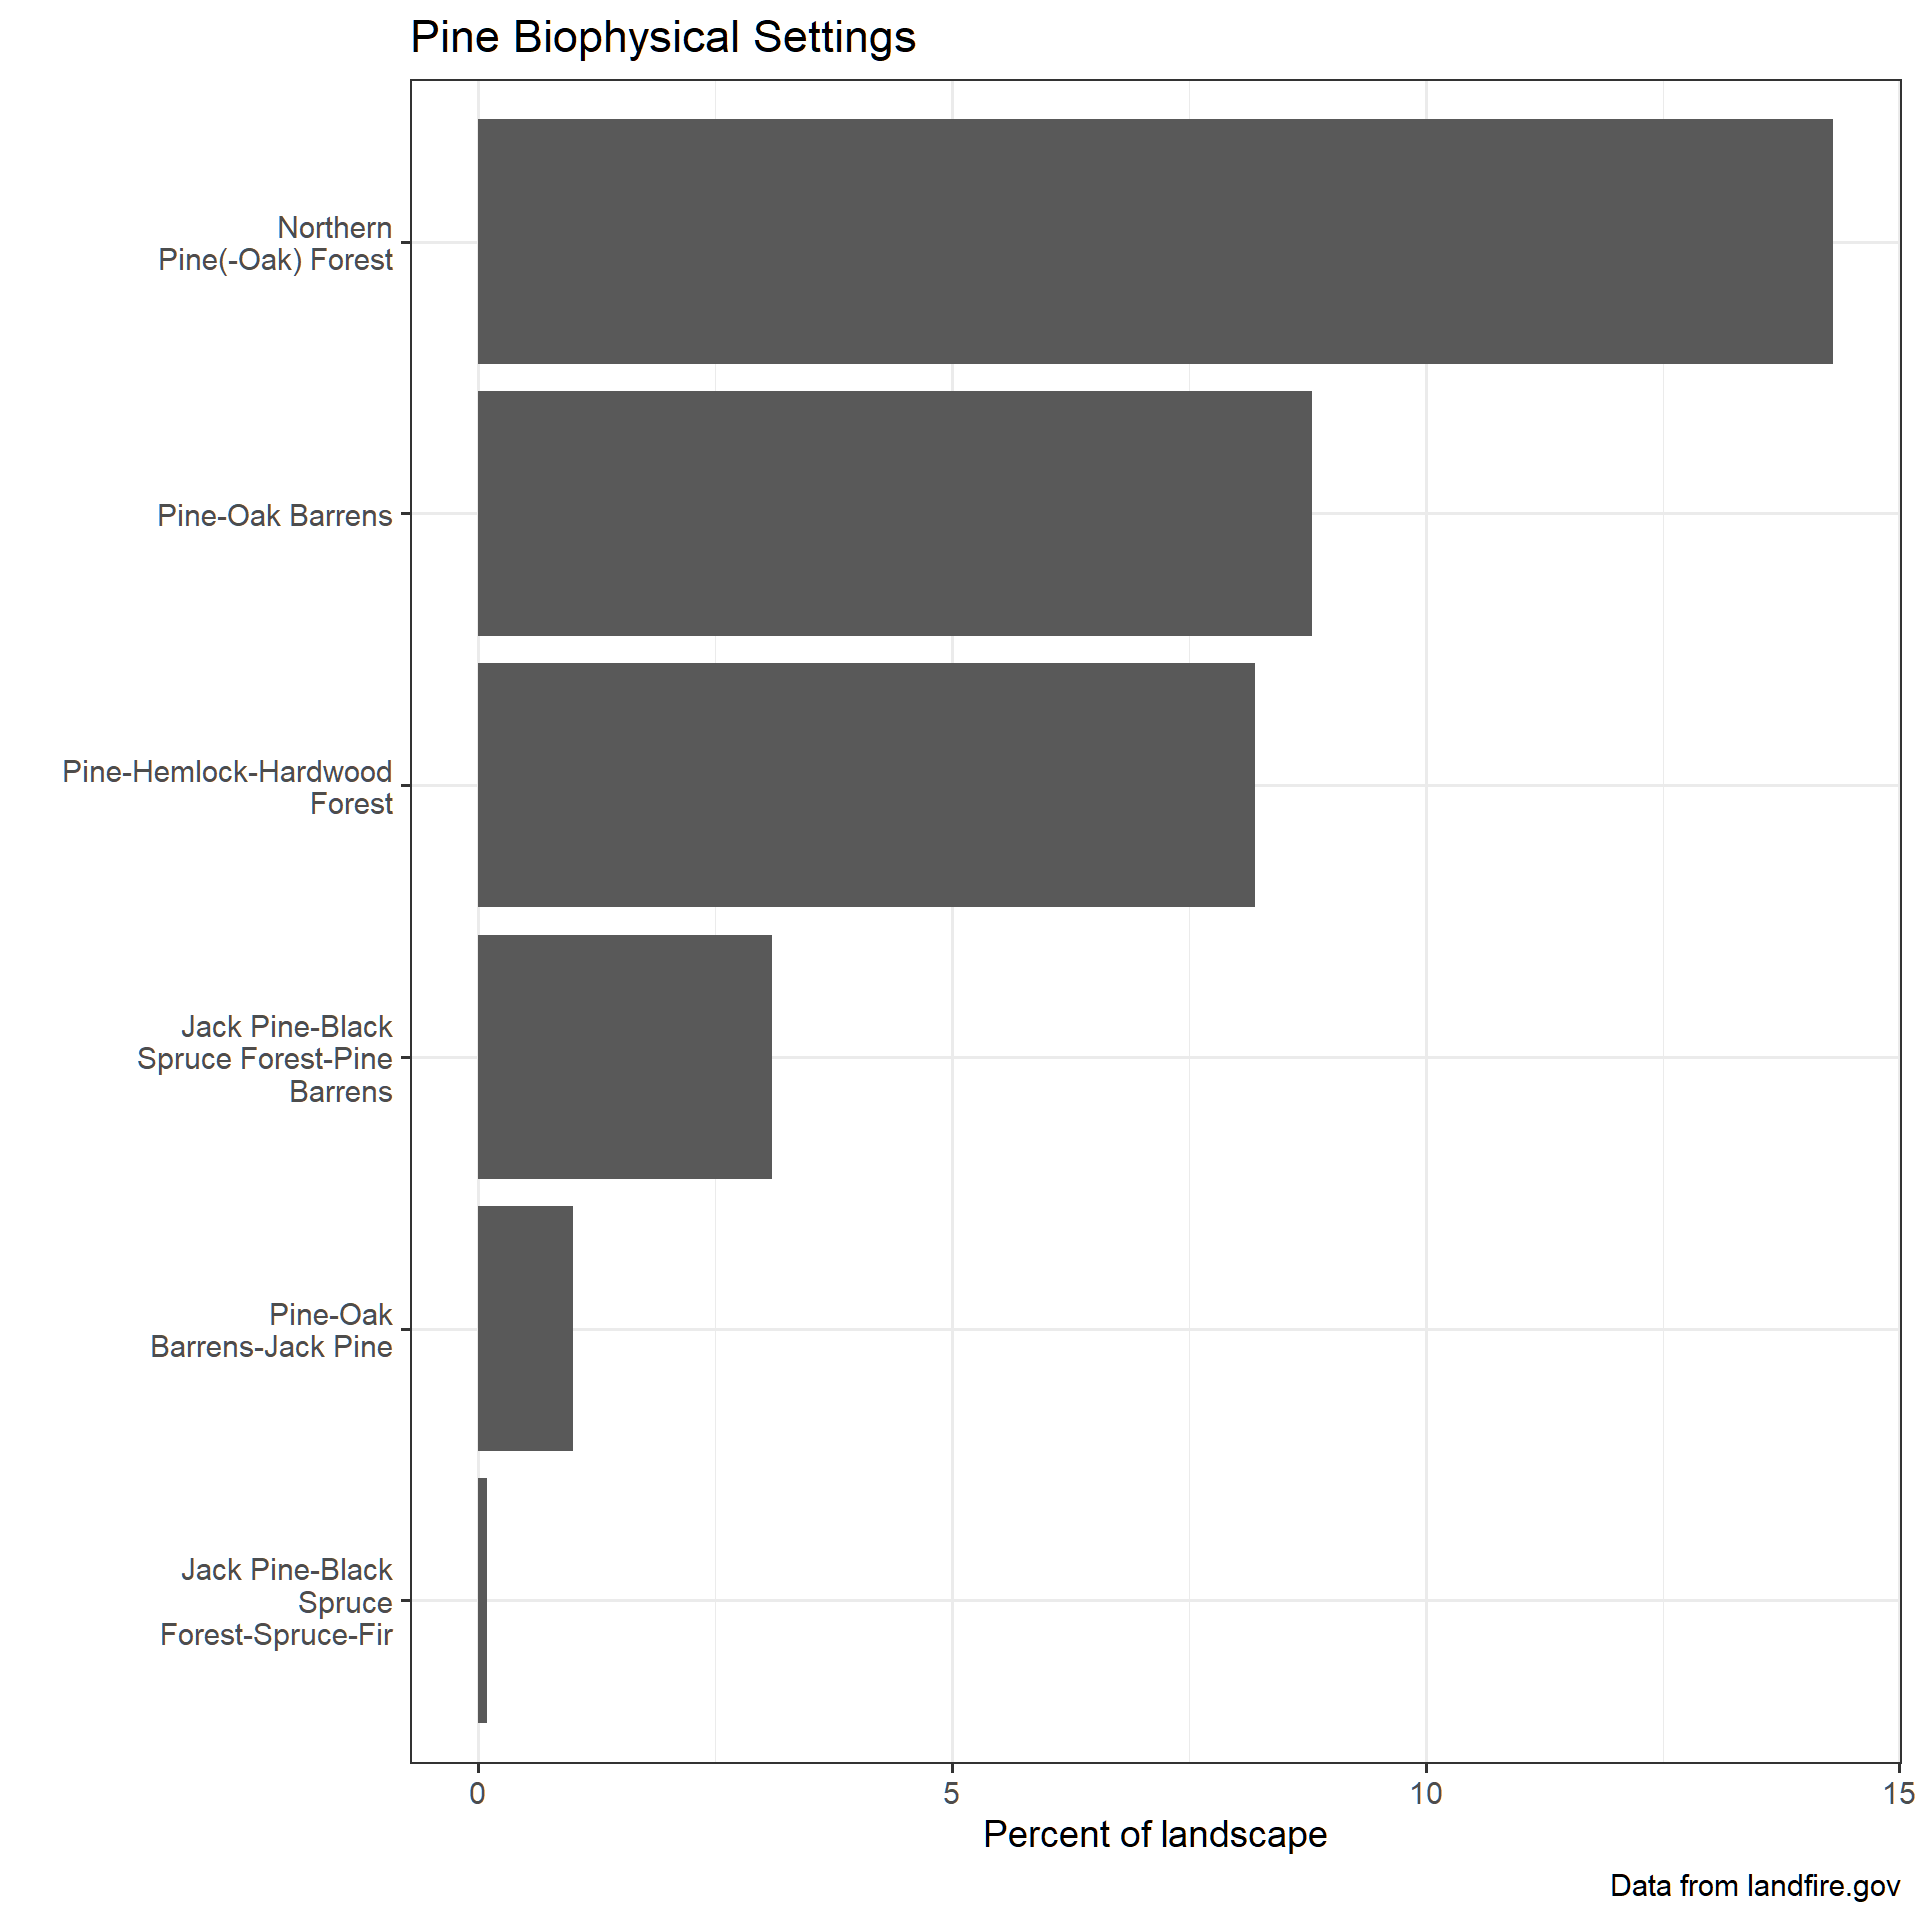 Pine Biophysical Settings
Northern
Pine(-Oak) Forest
Pine-Oak Barrens
Pine-Hemlock-Hardwood
Forest
Jack Pine-Black
Spruce Forest-Pine
Barrens
Pine-Oak
Barrens-Jack Pine
Jack Pine-Black
Spruce
Forest-Spruce-Fir
0 5 10 15
Percent of landscape
Data from landfire.gov